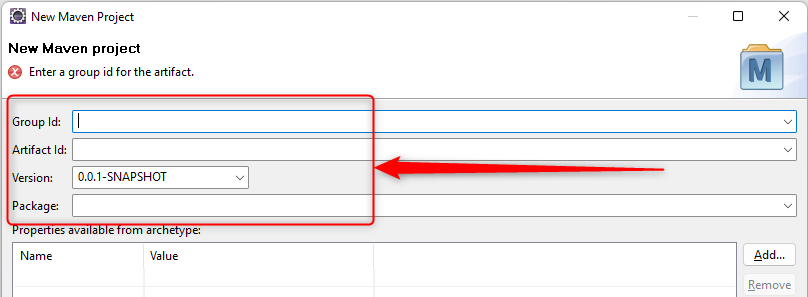 New Maven Project
New Maven project
Enter a group id for the artifact.
M
Group Id:
Artifact Id:
Version: 0.0.1-SNAPSHOT
Package:
Properties available from archetype:
Name Value
Add...
Remove